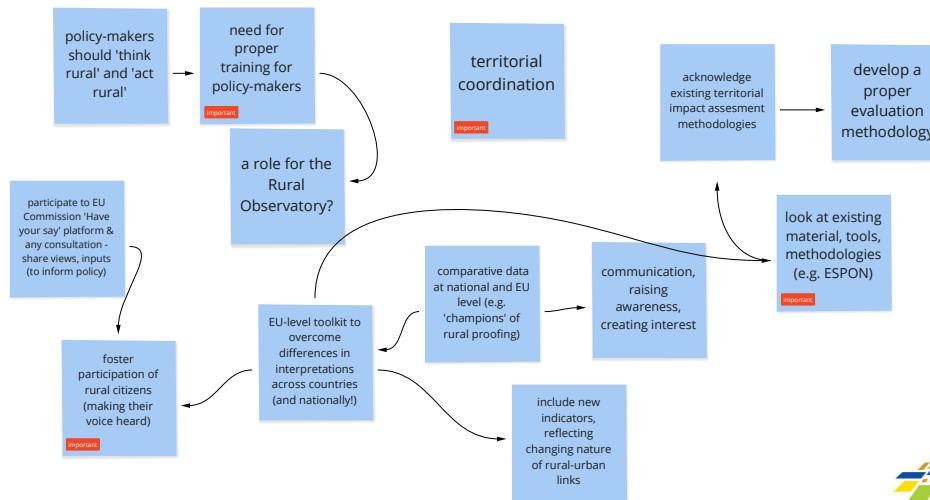 policy-makers
should 'think
rural' and 'act
rural'
need for
proper
training for
policy-makers
important
territorial
coordination
important
acknowledge
existing territorial
impact assesment
methodologies
develop a
proper
evaluation
methodology
a role for the
Rural
Observatory?
participate to EU
Commission 'Have
your say' platform &
any consultation -
share views, inputs
(to inform policy)
look at existing
material, tools,
methodologies
(e.g. ESPON)
important
comparative data
at national and EU
level (e.g.
'champions' of
rural proofing)
communication,
raising
awareness,
creating interest
EU-level toolkit to
overcome
differences in
interpretations
across countries
(and nationally!)
foster
participation of
rural citizens
(making their
voice heard)
important
include new
indicators,
reflecting
changing nature
of rural-urban
links